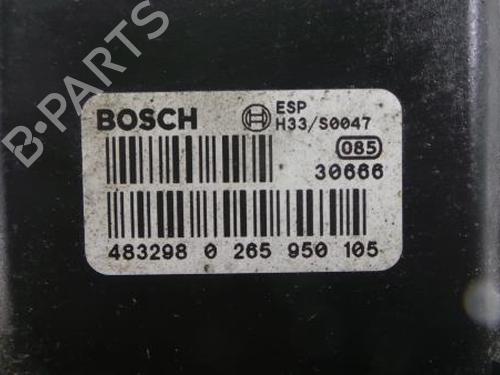 B-PARTS
BOSCH ESP
H33/S0047
085
30666
483298 0 265 950 105